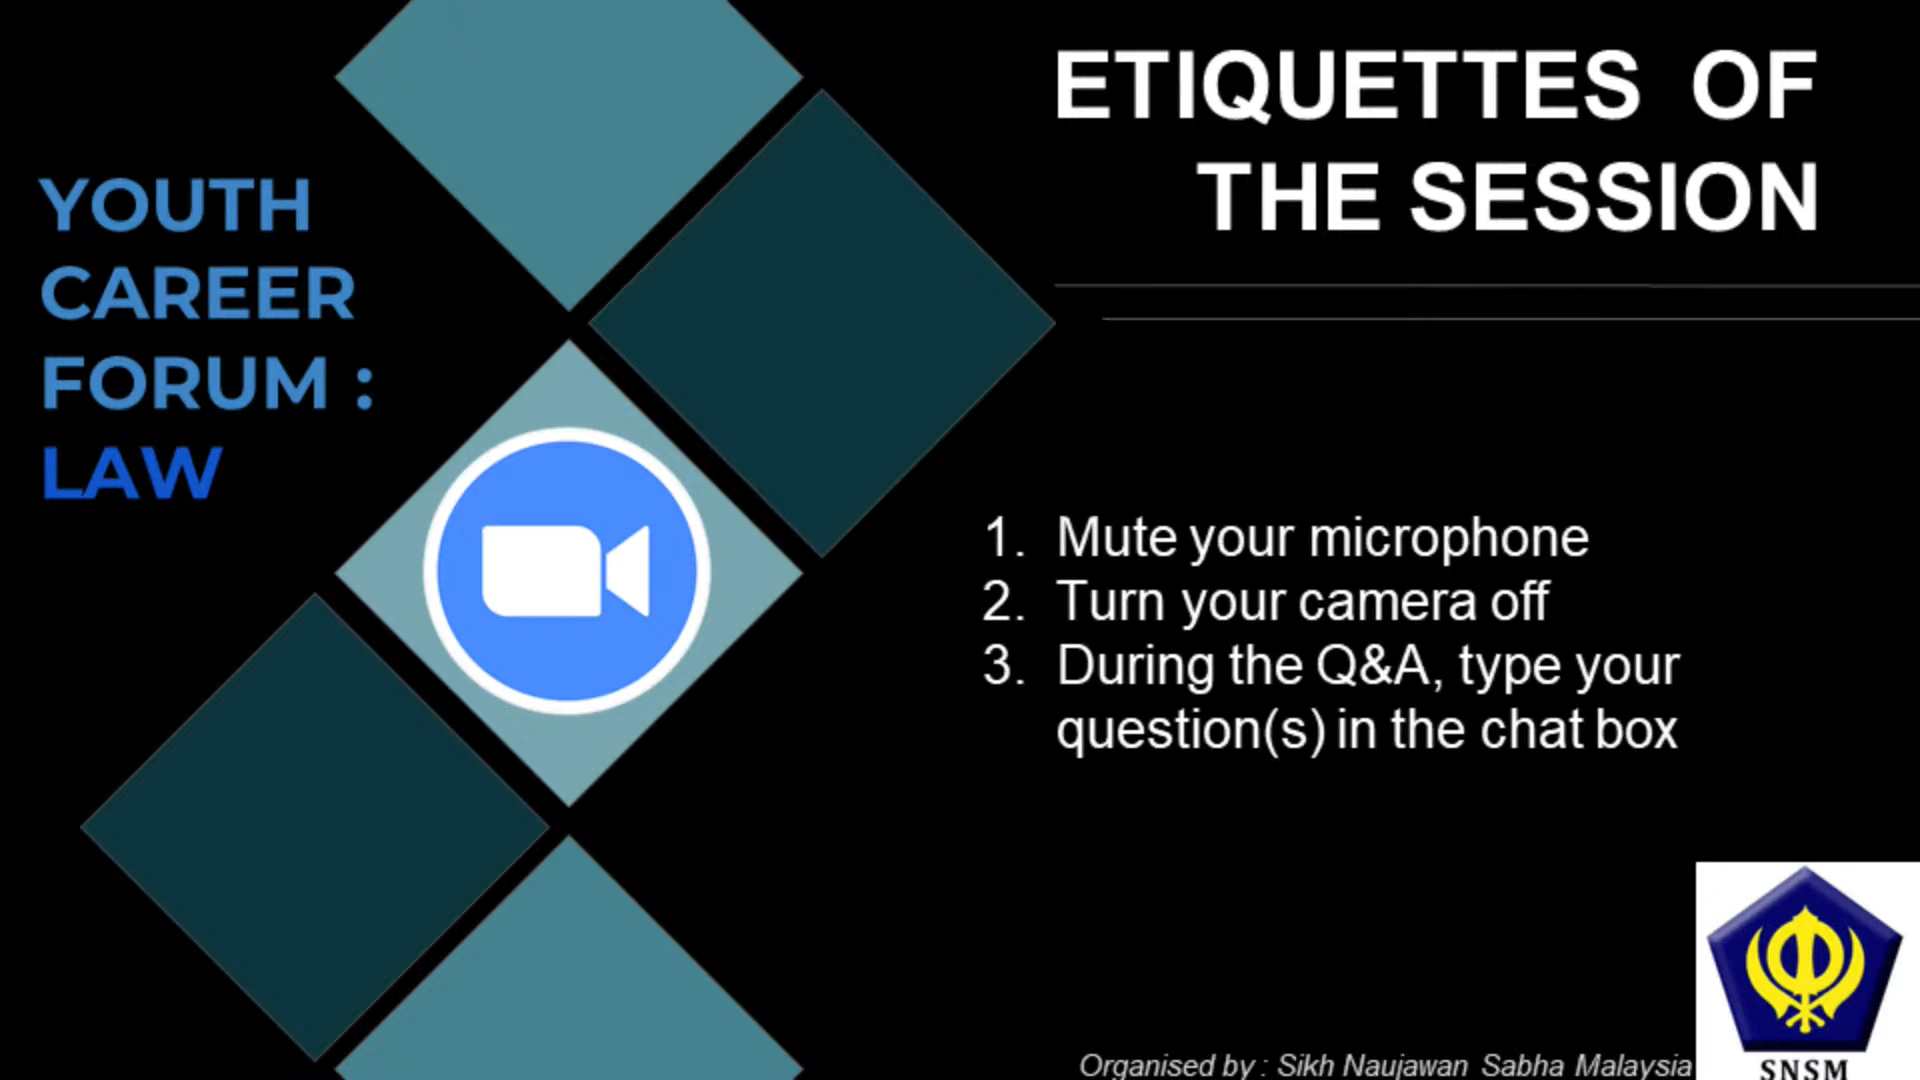 YOUTH
CAREER
FORUM :
LAW
ETIQUETTES OF
THE SESSION
1. Mute your microphone
2. Turn your camera off
3. During the Q&A, type your
question(s) in the chat box
Organised by : Sikh Naujawan Sabha Malaysia
SNSM